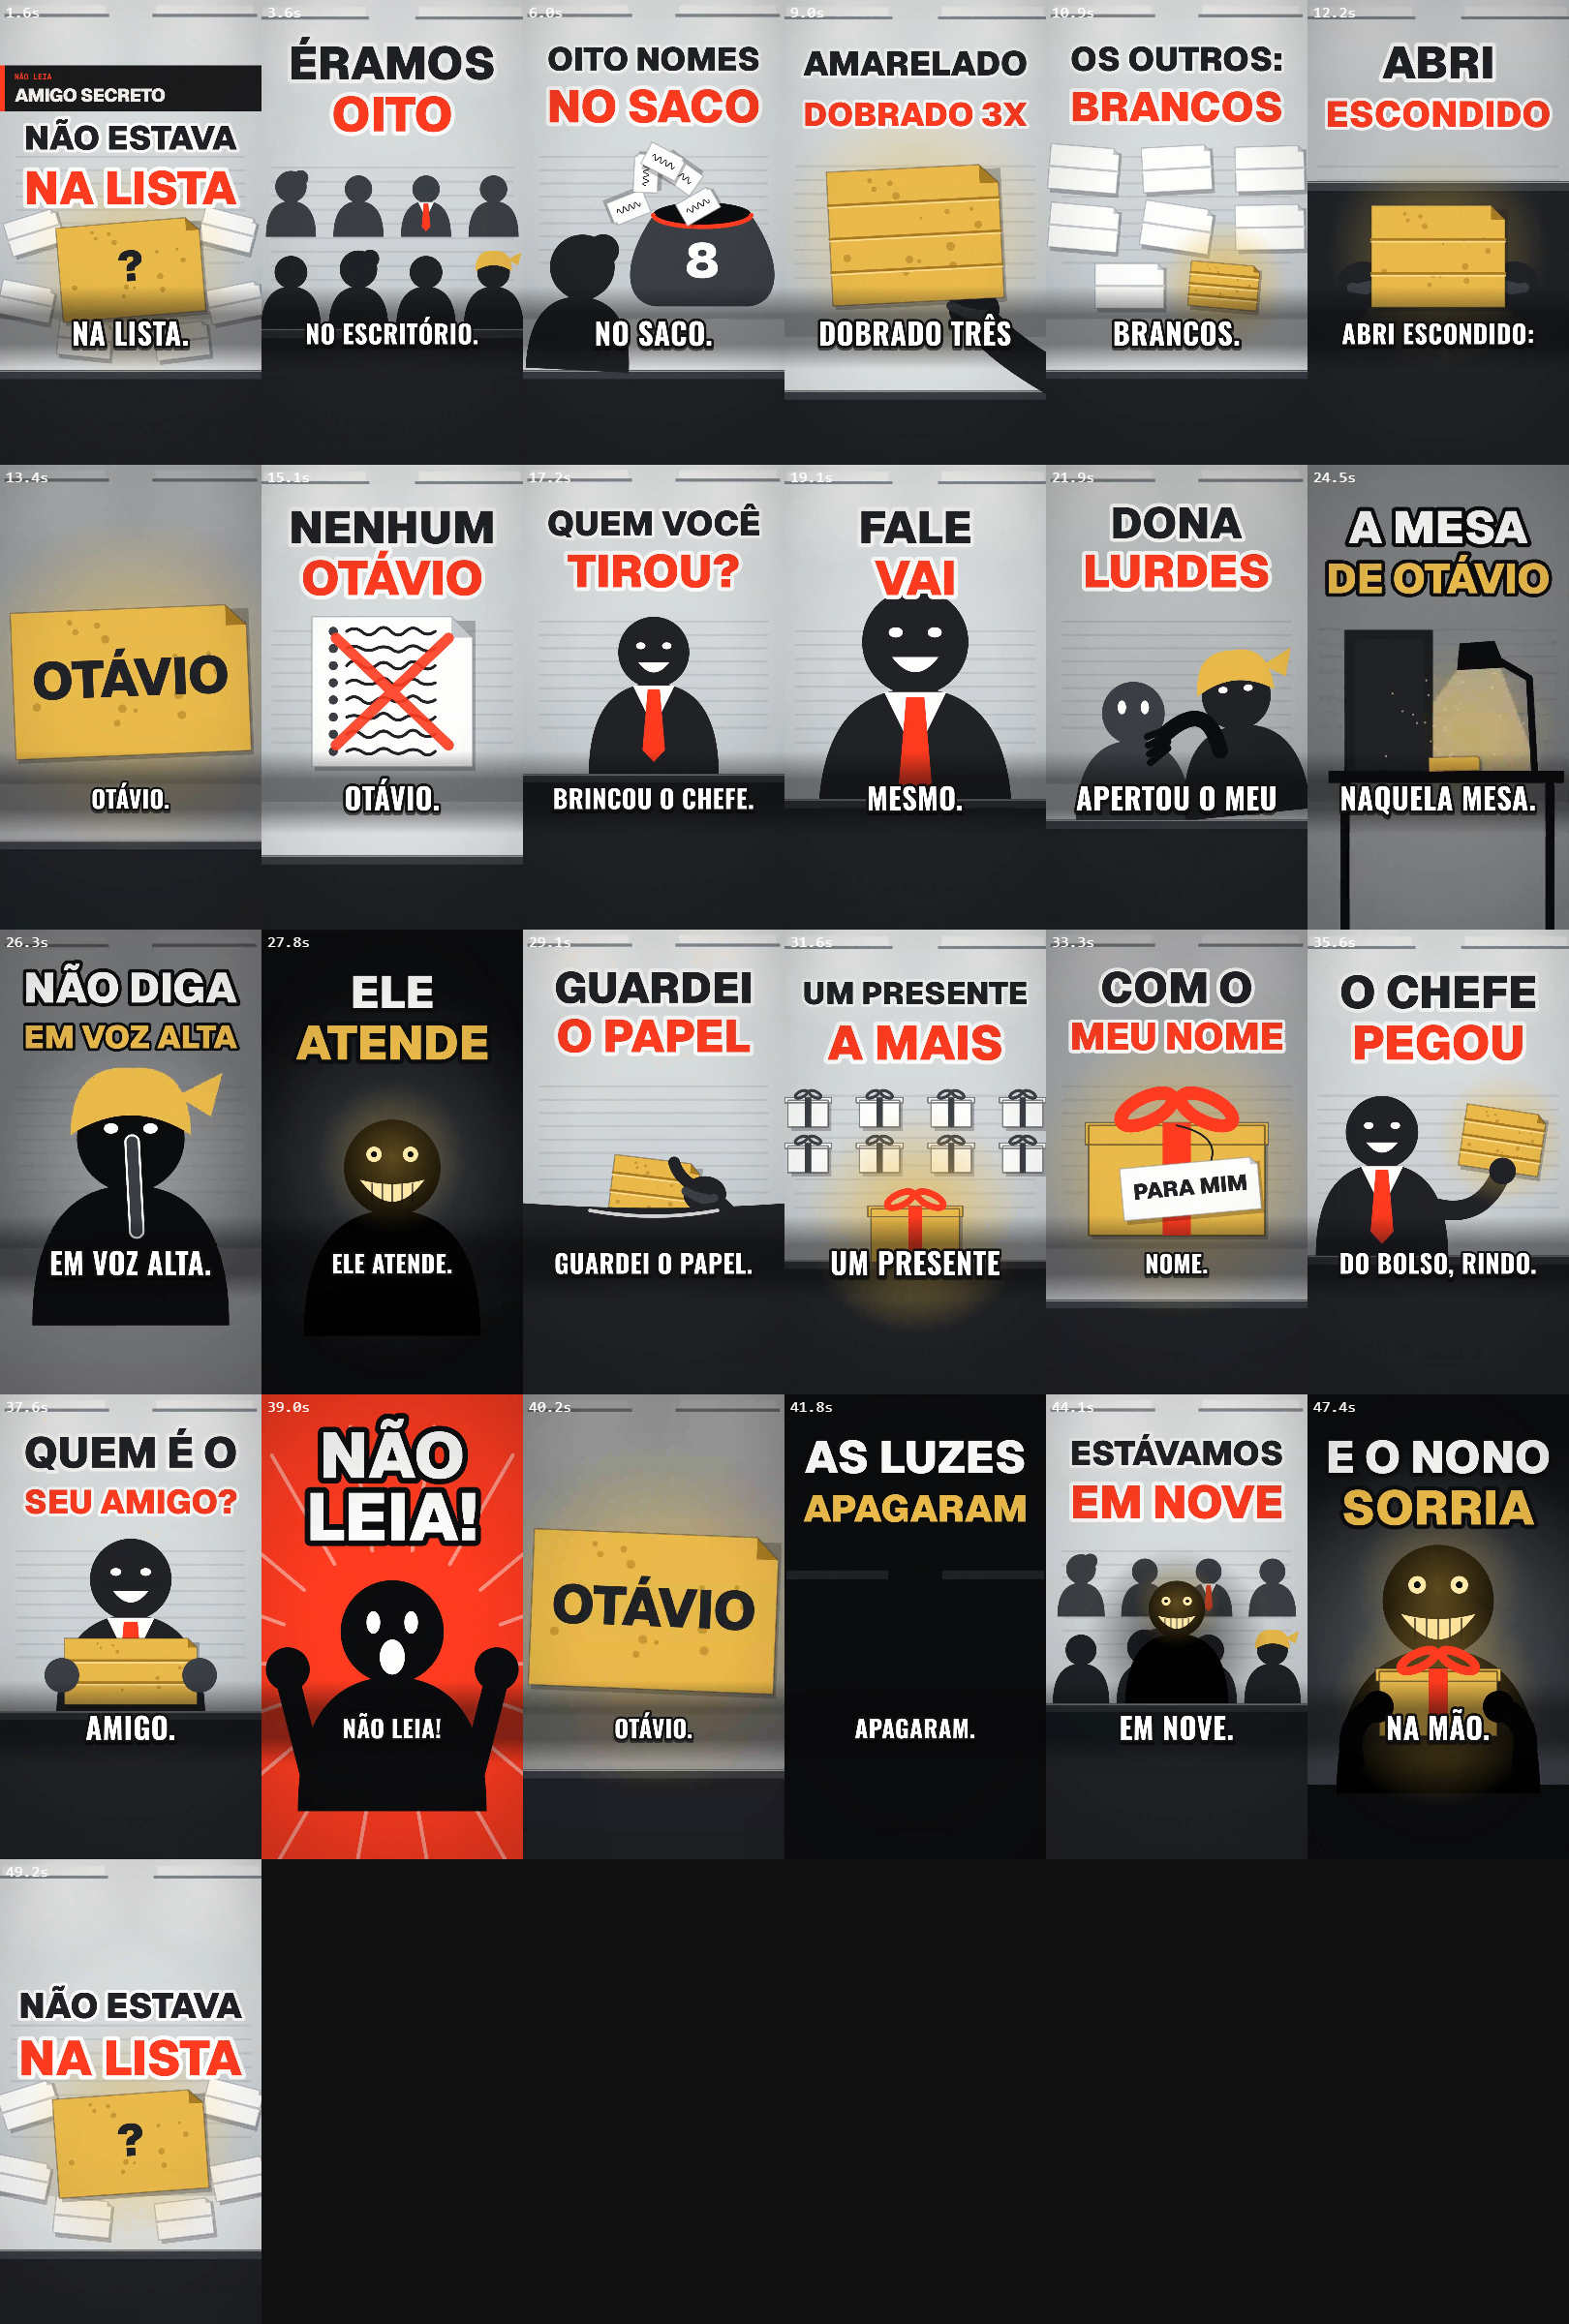 1.6s
NÃO LEIA
AMIGO SECRETO
NÃO ESTAVA
NA LISTA
?
NA LISTA.
3.6s
ÉRAMOS
OITO
NO ESCRITÓRIO.
6.0s
OITO NOMES
NO SACO
8
NO SACO.
9.0s
AMARELADO
DOBRADO 3X
DOBRADO TRÊS
10.9s
OS OUTROS:
BRANCOS
BRANCOS.
12.2s
ABRI
ESCONDIDO
ABRI ESCONDIDO:
13.4s
OTÁVIO
OTÁVIO.
15.1s
NENHUM
OTÁVIO
OTÁVIO.
17.2s
QUEM VOCÊ
TIROU?
BRINCOU O CHEFE.
19.1s
FALE
VAI
MESMO.
21.9s
DONA
LURDES
APERTOU O MEU
24.5s
A MESA
DE OTÁVIO
NAQUELA MESA.
26.3s
NÃO DIGA
EM VOZ ALTA
EM VOZ ALTA.
27.8s
ELE
ATENDE
ELE ATENDE.
29.1s
GUARDEI
O PAPEL
GUARDEI O PAPEL.
31.6s
UM PRESENTE
A MAIS
UM PRESENTE
33.3s
COM O
MEU NOME
PARA MIM
NOME.
35.6s
O CHEFE
PEGOU
DO BOLSO, RINDO.
37.6s
QUEM É O
SEU AMIGO?
AMIGO.
39.0s
NÃO
LEIA!
NÃO LEIA!
40.2s
OTÁVIO
OTÁVIO.
41.8s
AS LUZES
APAGARAM
APAGARAM.
44.1s
ESTÁVAMOS
EM NOVE
EM NOVE.
47.4s
E O NONO
SORRIA
NA MÃO.
49.2s
NÃO ESTAVA
NA LISTA
?